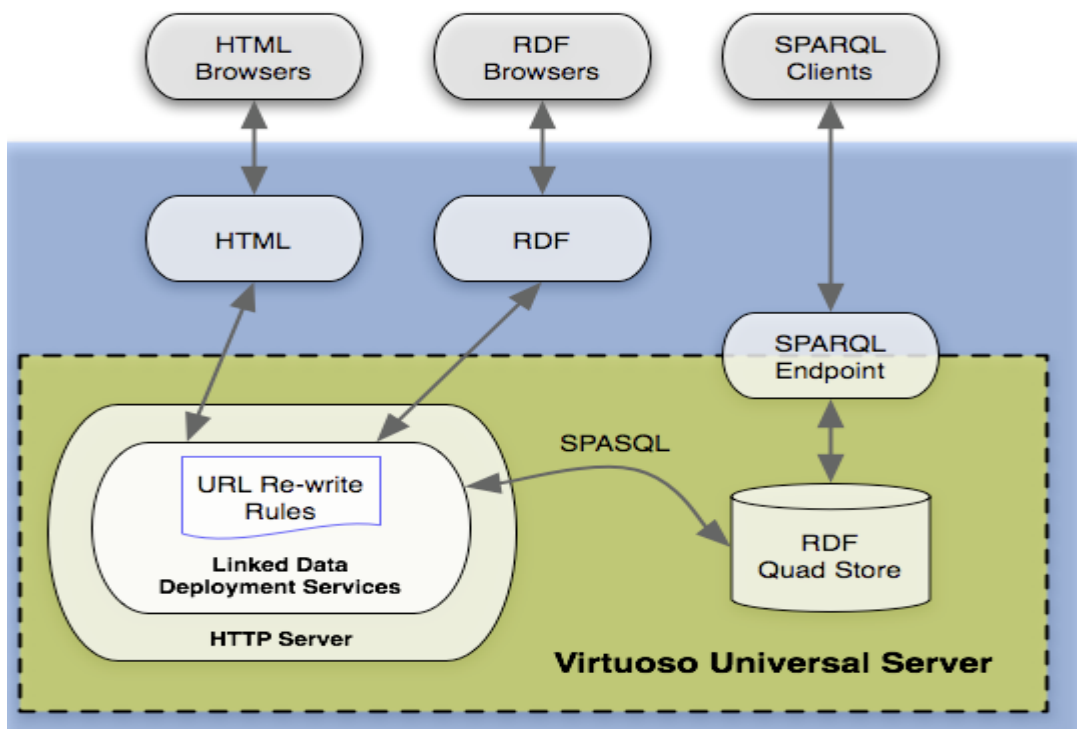 HTML
Browsers
RDF
Browsers
SPARQL
Clients
HTML
RDF
SPARQL
Endpoint
SPASQL
URL Re-write
Rules
Linked Data
Deployment Services
HTTP Server
RDF
Quad Store
Virtuoso Universal Server